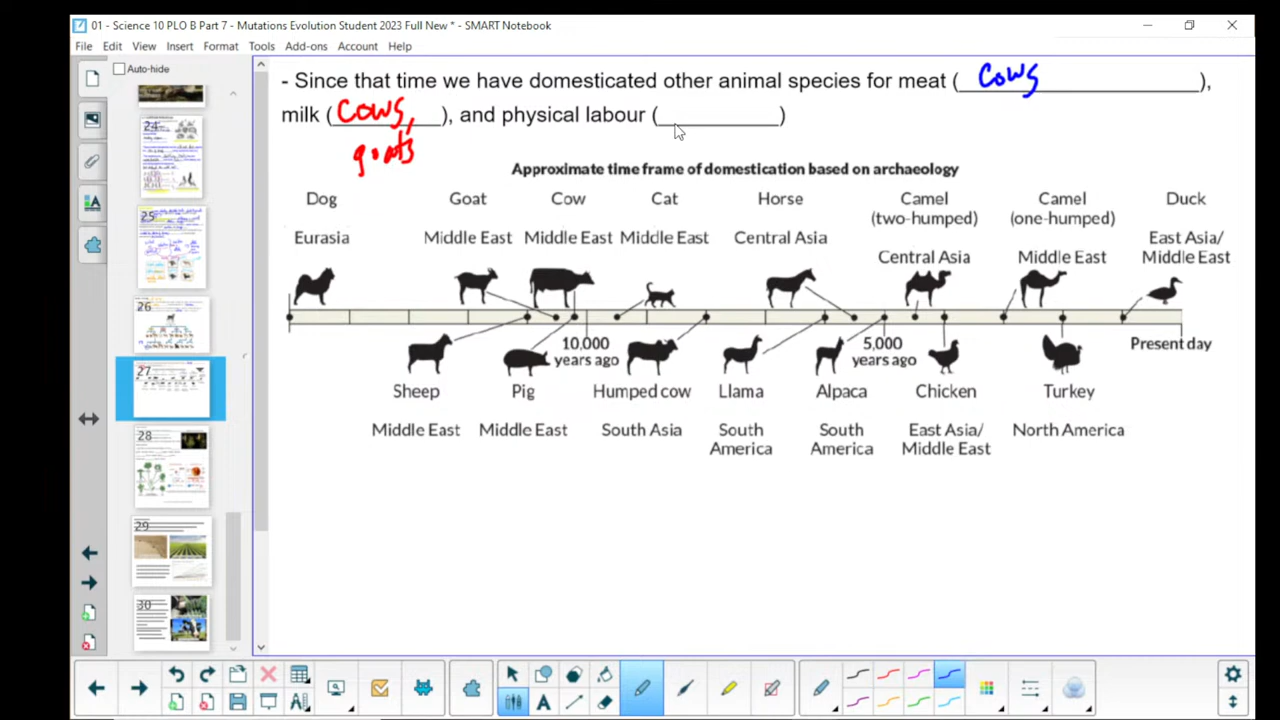 01 - Science 10 PLO B Part 7 - Mutations Evolution Student 2023 Full New * - SMART Notebook
File Edit View Insert Format Tools Add-ons Account Help
Auto-hide
- Since that time we have domesticated other animal species for meat (cows),
milk (cows, goats), and physical labour (____)
Approximate time frame of domestication based on archaeology
Dog Goat Cow Cat Horse Camel (two-humped) Camel (one-humped) Duck
Eurasia Middle East Middle East Middle East Central Asia Central Asia Middle East East Asia/ Middle East
10,000 years ago 5,000 years ago Present day
Sheep Pig Humped cow Llama Alpaca Chicken Turkey
Middle East Middle East South Asia South America South America East Asia/ Middle East North America
24
25
26
27
28
29
30